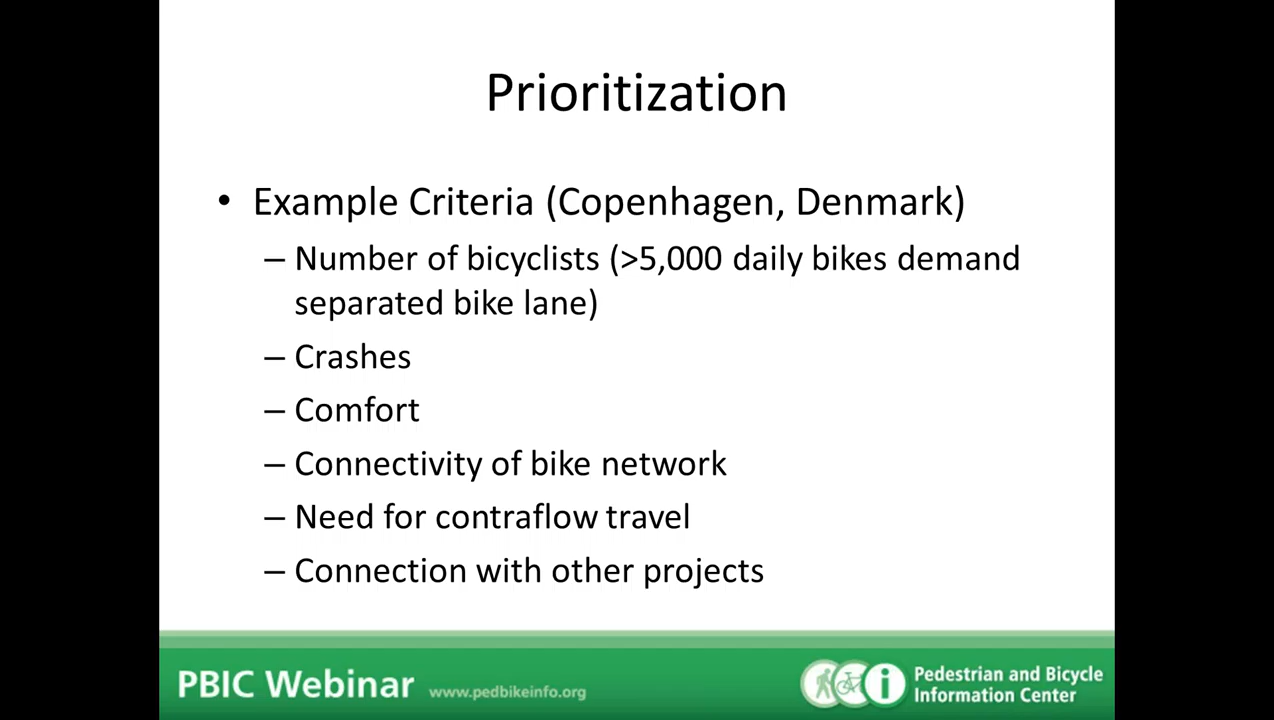 Prioritization
• Example Criteria (Copenhagen, Denmark)
– Number of bicyclists (>5,000 daily bikes demand
separated bike lane)
– Crashes
– Comfort
– Connectivity of bike network
– Need for contraflow travel
– Connection with other projects
PBIC Webinar www.pedbikeinfo.org
Pedestrian and Bicycle
Information Center